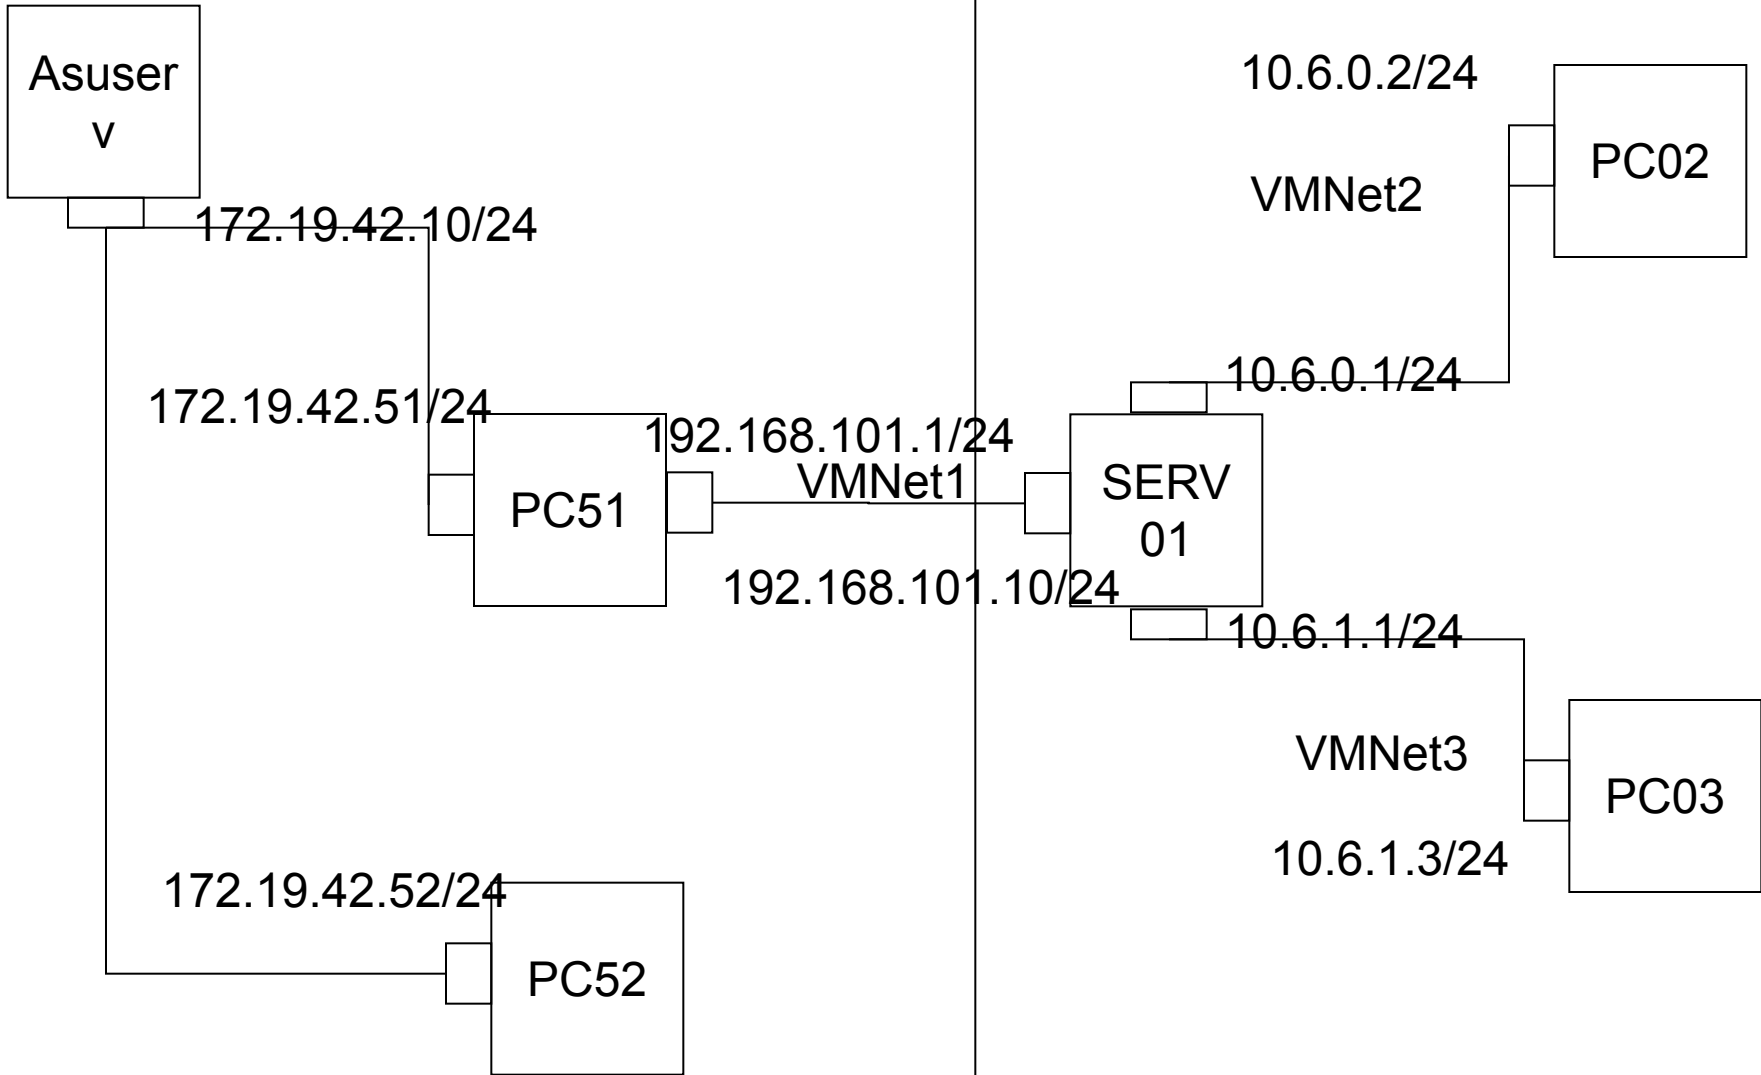 Asuser
v
172.19.42.10/24
10.6.0.2/24
PC02
VMNet2
172.19.42.51/24
PC51
192.168.101.1/24
VMNet1
192.168.101.10/24
10.6.0.1/24
SERV
01
10.6.1.1/24
VMNet3
PC03
10.6.1.3/24
172.19.42.52/24
PC52